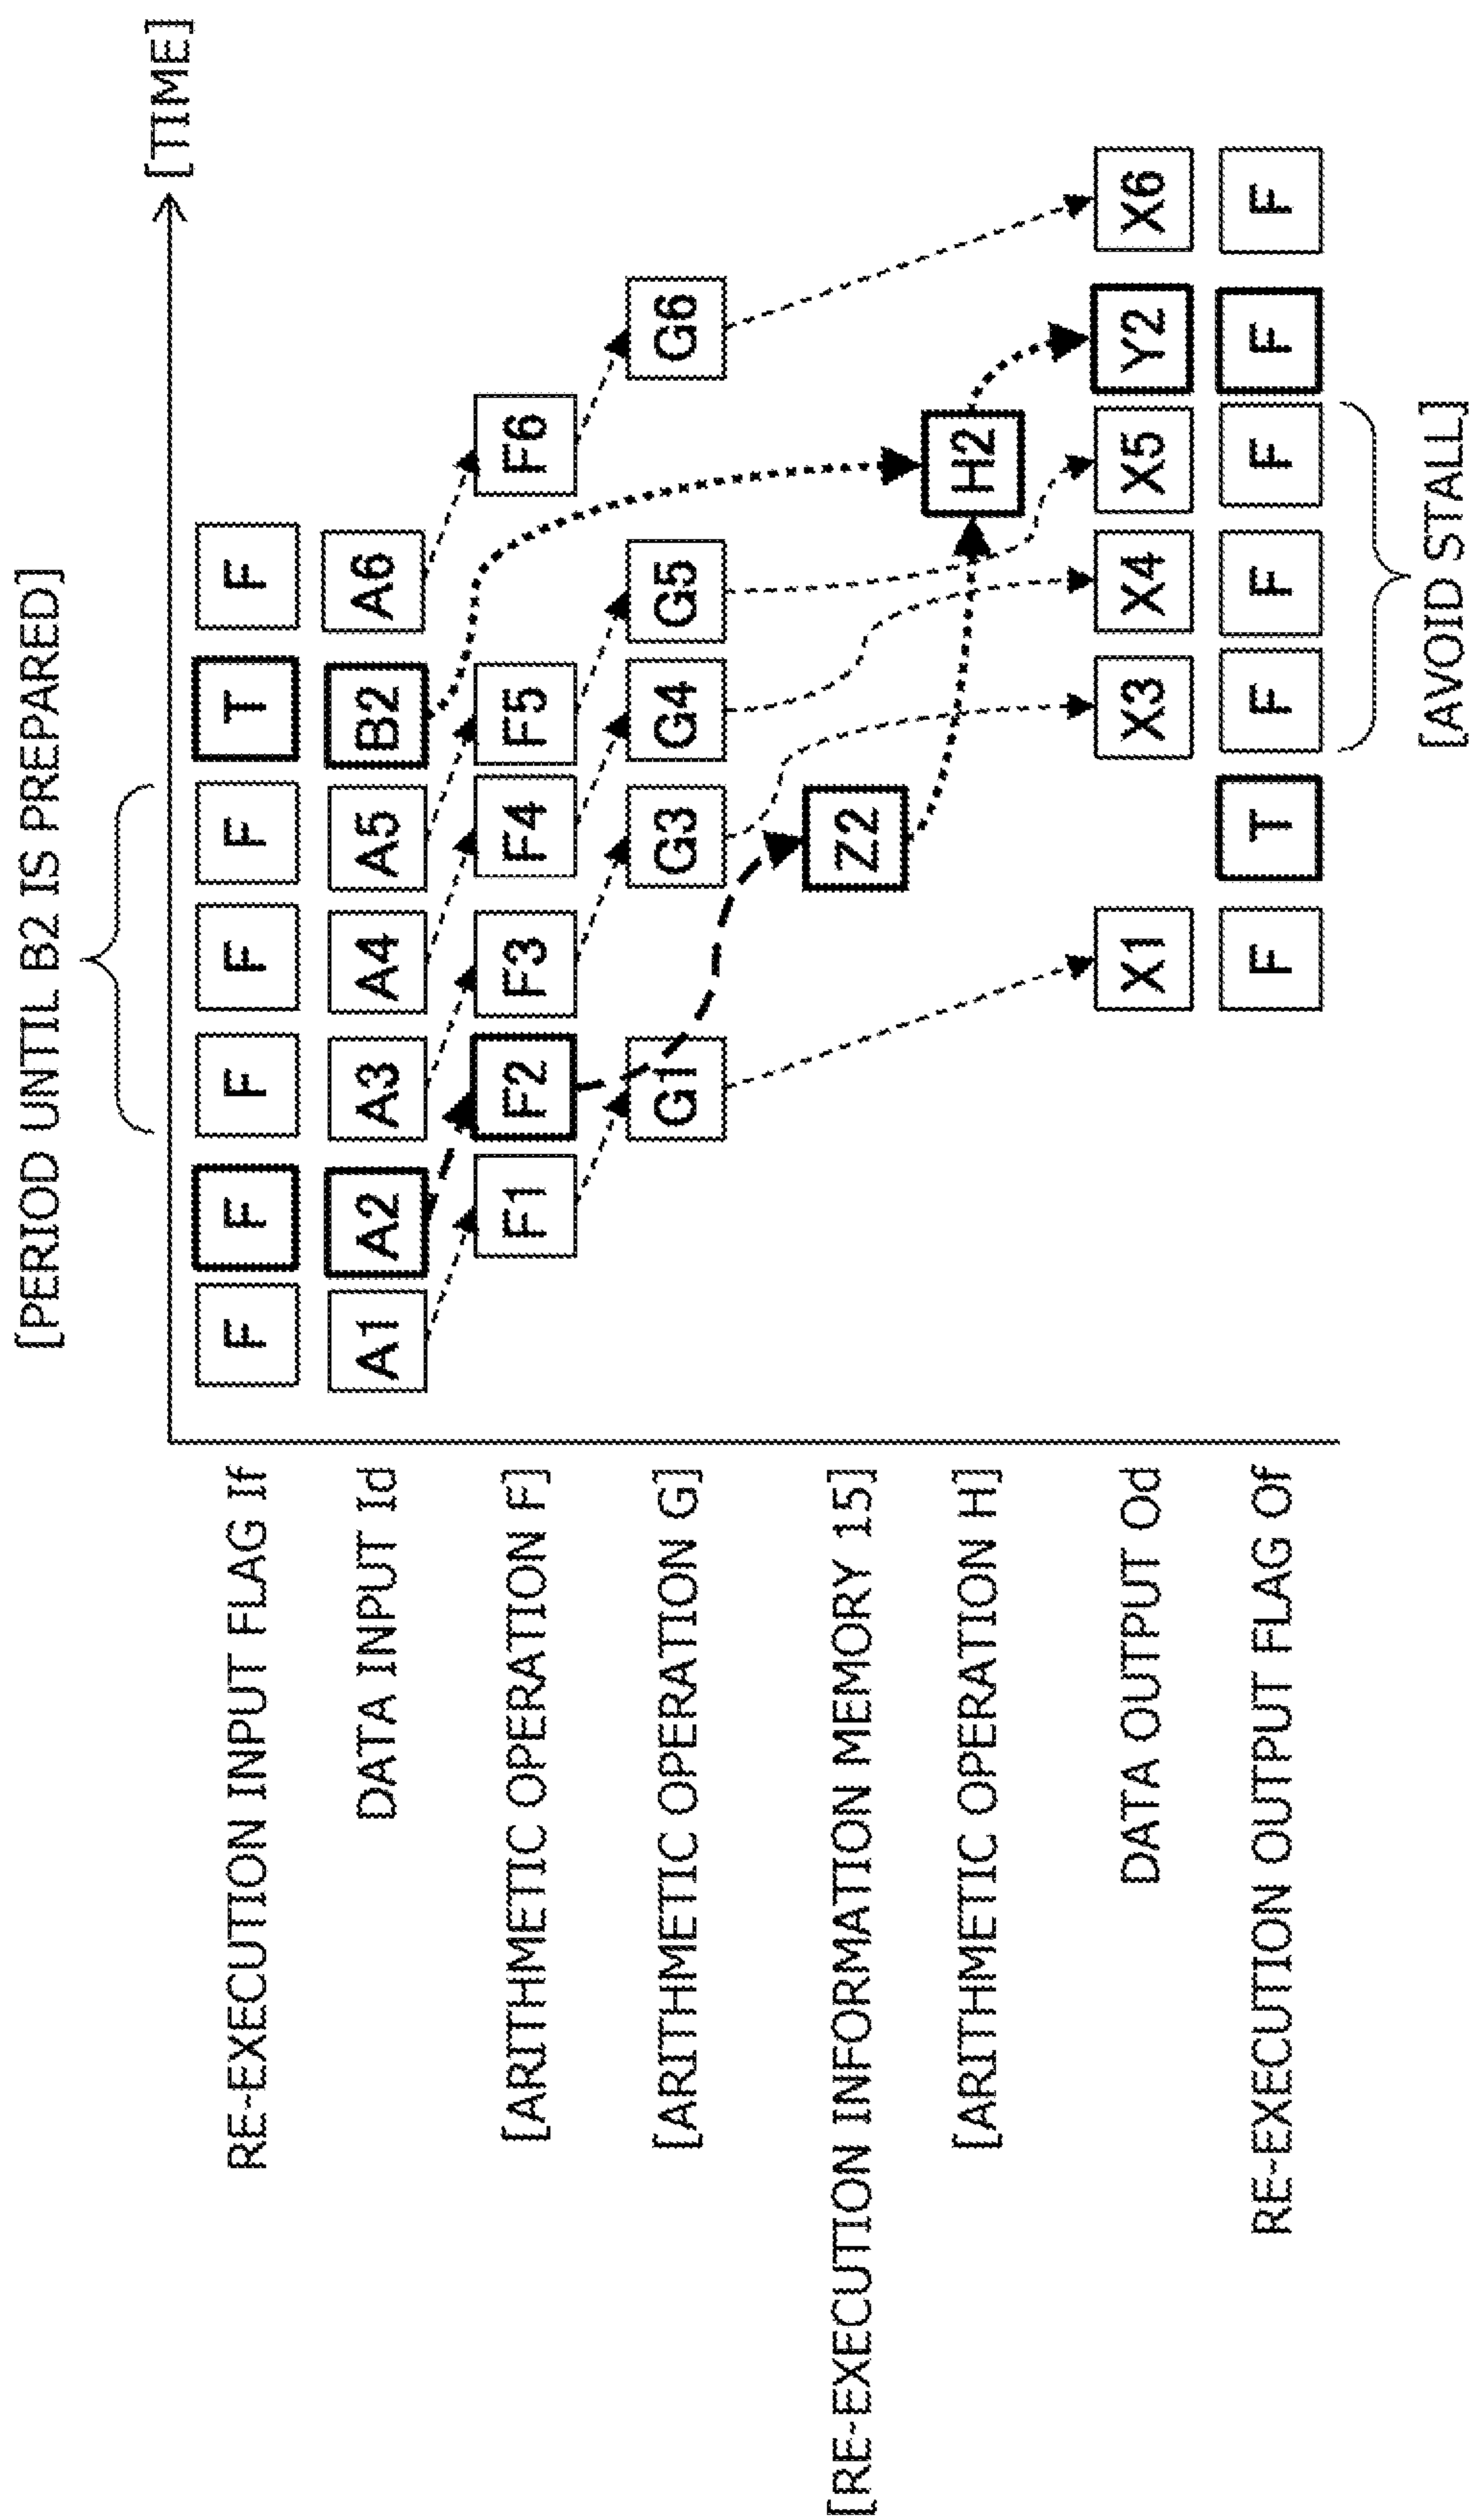 [PERIOD UNTIL B2 IS PREPARED]
[TIME]
RE-EXECUTION INPUT FLAG If
F F F F F T F
DATA INPUT Id
A1 A2 A3 A4 A5 B2 A6
[ARITHMETIC OPERATION F]
F1 F2 F3 F4 F5 F6
[ARITHMETIC OPERATION G]
G1 G3 G4 G5 G6
[RE-EXECUTION INFORMATION MEMORY 15]
Z2
[ARITHMETIC OPERATION H]
H2
DATA OUTPUT Od
X1 X3 X4 X5 Y2 X6
RE-EXECUTION OUTPUT FLAG Of
F T F F F F F
[AVOID STALL]